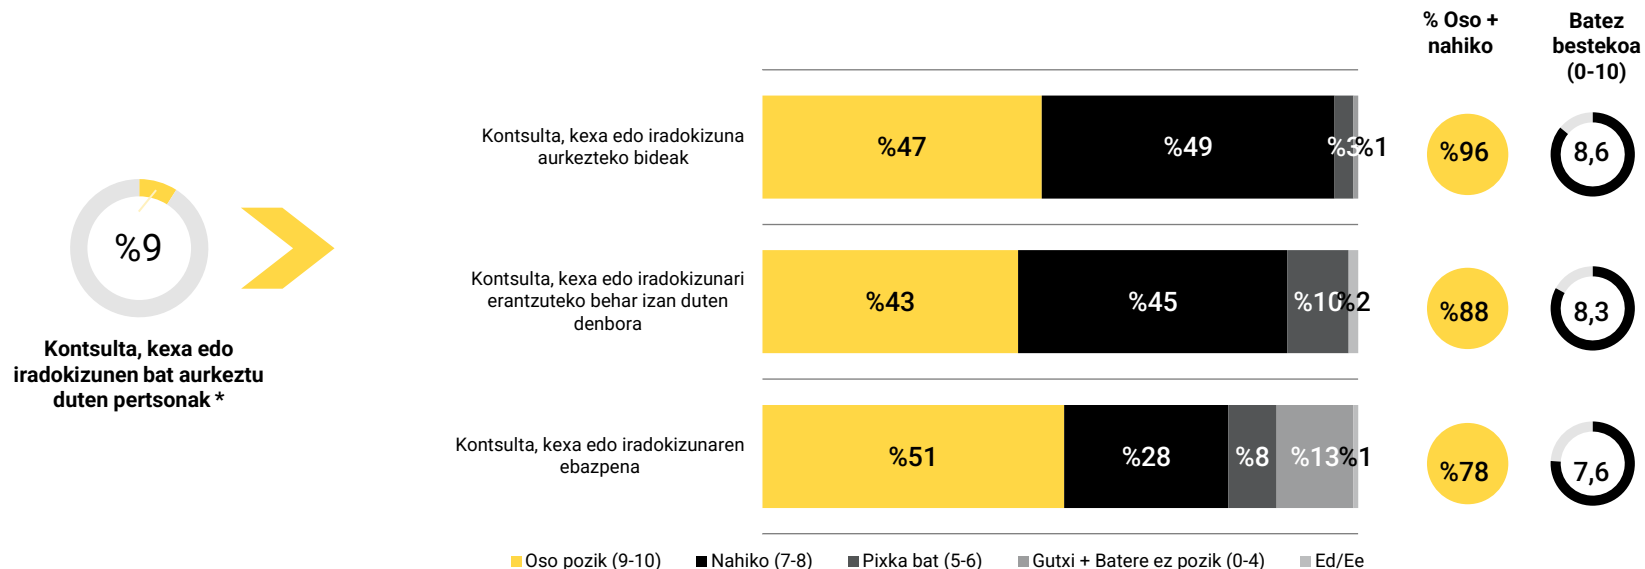 % Oso +
nahiko
Batez
bestekoa
(0-10)
Kontsulta, kexa edo iradokizuna
aurkezteko bideak
%47
%49
%3
%1
%96
8,6
%9
Kontsulta, kexa edo
iradokizunen bat aurkeztu
duten pertsonak *
Kontsulta, kexa edo iradokizunari
erantzuteko behar izan duten
denbora
%43
%45
%10
%2
%88
8,3
Kontsulta, kexa edo iradokizunaren
ebazpena
%51
%28
%8
%13
%1
%78
7,6
Oso pozik (9-10)
Nahiko (7-8)
Pixka bat (5-6)
Gutxi + Batere ez pozik (0-4)
Ed/Ee